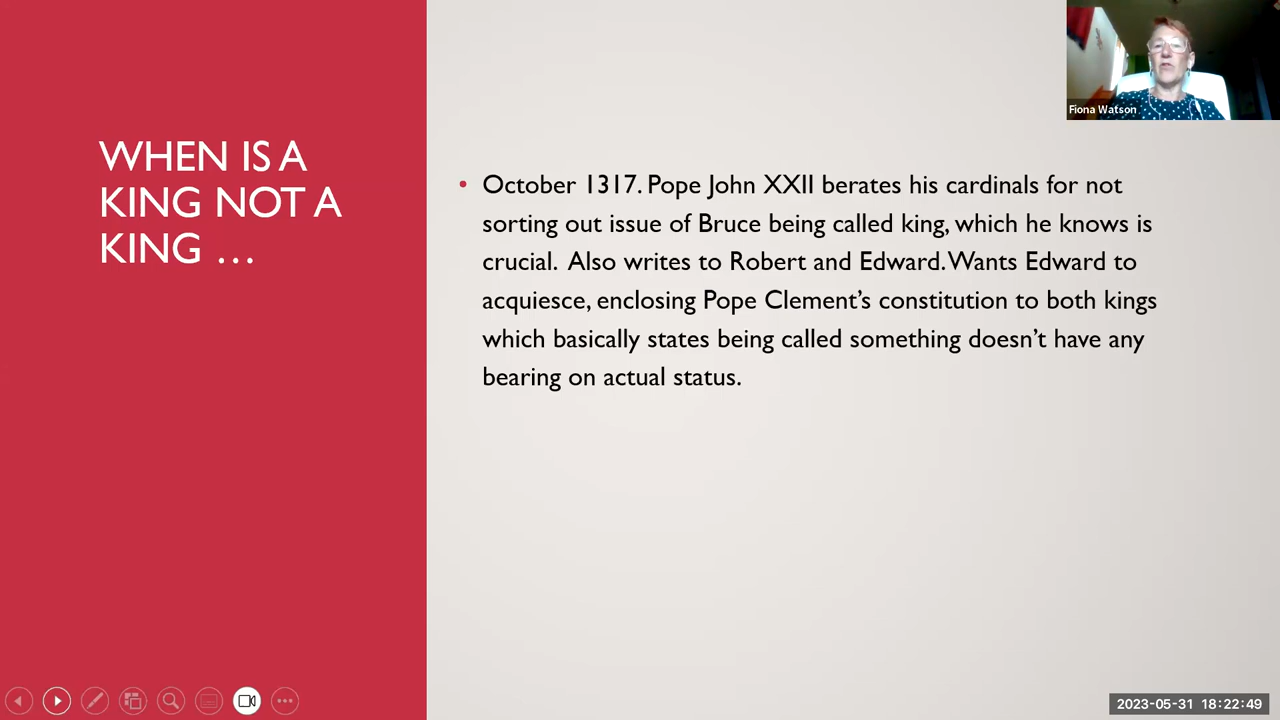 WHEN IS A
KING NOT A
KING …
Fiona Watson
• October 1317. Pope John XXII berates his cardinals for not
sorting out issue of Bruce being called king, which he knows is
crucial.  Also writes to Robert and Edward. Wants Edward to
acquiesce, enclosing Pope Clement’s constitution to both kings
which basically states being called something doesn’t have any
bearing on actual status.
2023-05-31 18:22:49